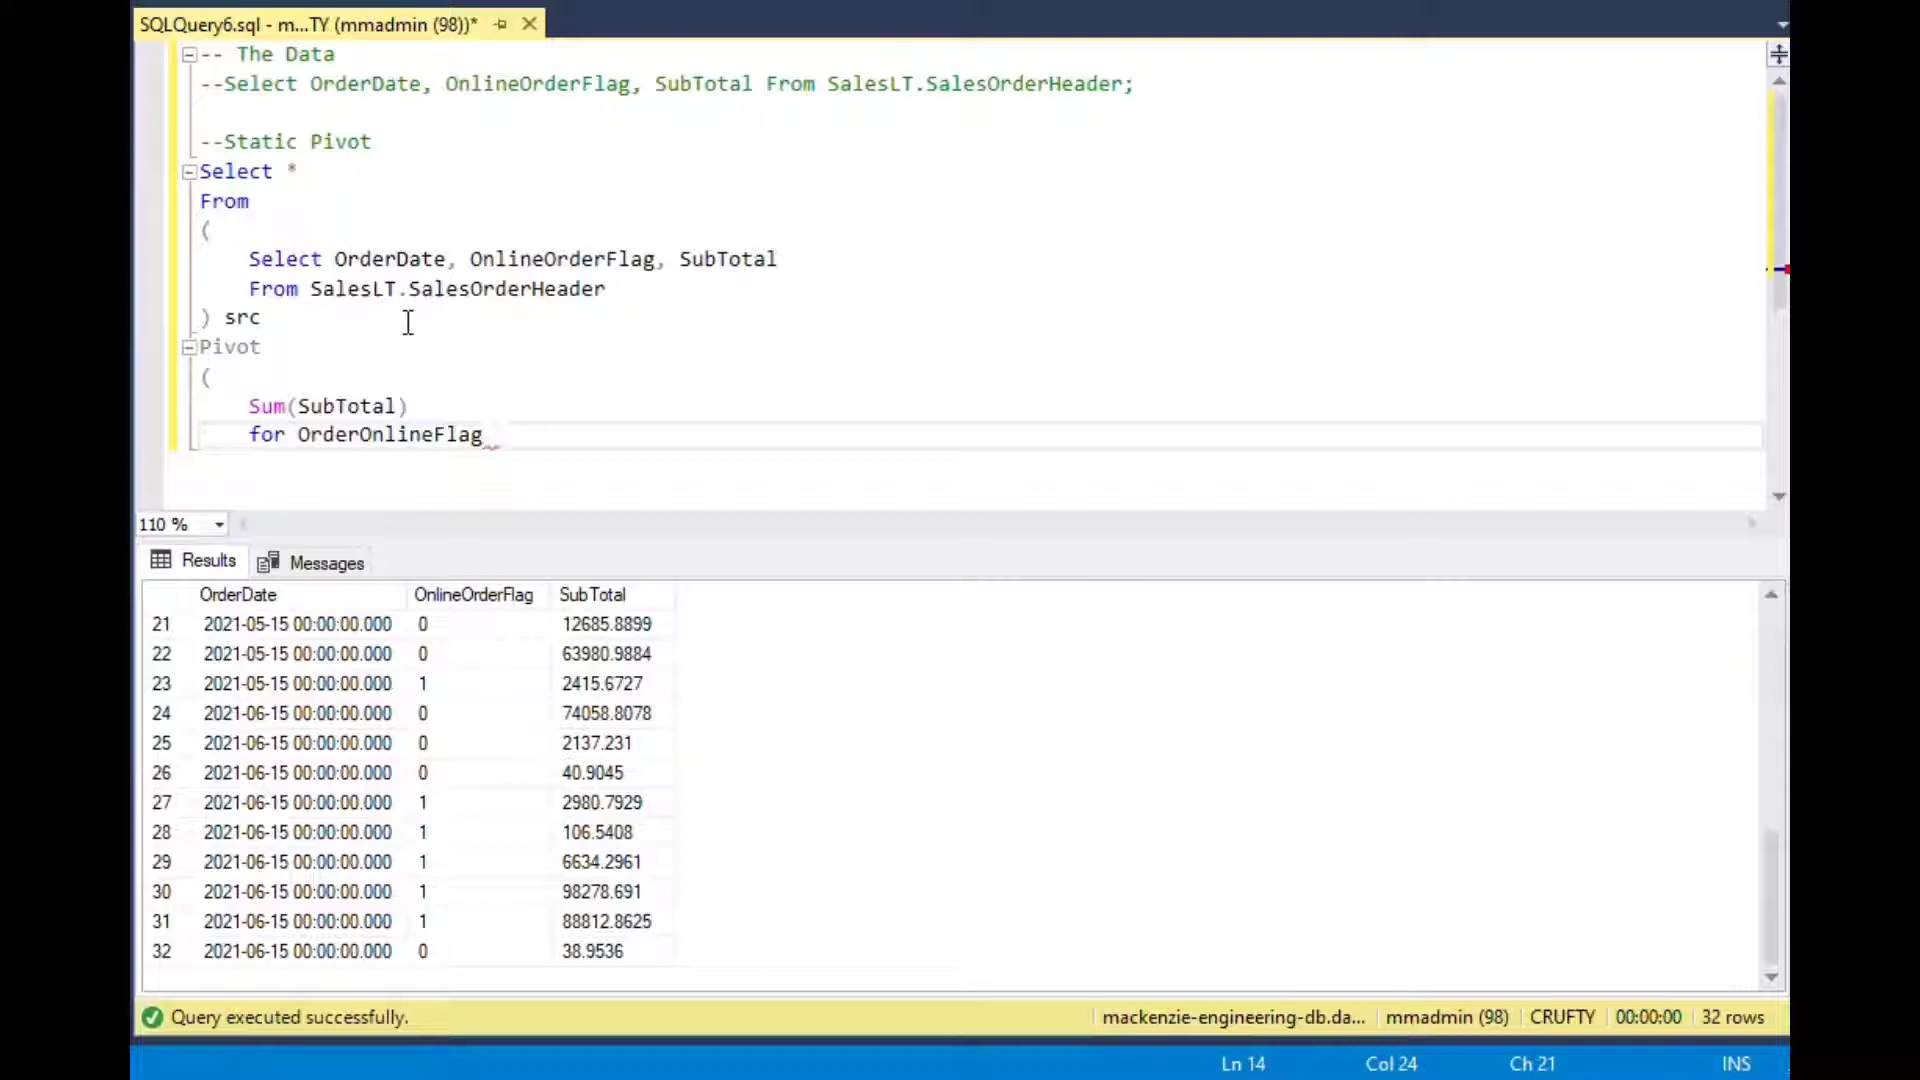 SQLQuery6.sql - m...TY (mmadmin (98))*
-- The Data
--Select OrderDate, OnlineOrderFlag, SubTotal From SalesLT.SalesOrderHeader;
--Static Pivot
Select *
From
(
Select OrderDate, OnlineOrderFlag, SubTotal
From SalesLT.SalesOrderHeader
) src
Pivot
(
Sum(SubTotal)
for OrderOnlineFlag
110 %
Results Messages
OrderDate OnlineOrderFlag SubTotal
21 2021-05-15 00:00:00.000 0 12685.8899
22 2021-05-15 00:00:00.000 0 63980.9884
23 2021-05-15 00:00:00.000 1 2415.6727
24 2021-06-15 00:00:00.000 0 74058.8078
25 2021-06-15 00:00:00.000 0 2137.231
26 2021-06-15 00:00:00.000 0 40.9045
27 2021-06-15 00:00:00.000 1 2980.7929
28 2021-06-15 00:00:00.000 1 106.5408
29 2021-06-15 00:00:00.000 1 6634.2961
30 2021-06-15 00:00:00.000 1 98278.691
31 2021-06-15 00:00:00.000 1 88812.8625
32 2021-06-15 00:00:00.000 0 38.9536
Query executed successfully. mackenzie-engineering-db.da... mmadmin (98) CRUFTY 00:00:00 32 rows
Ln 14 Col 24 Ch 21 INS